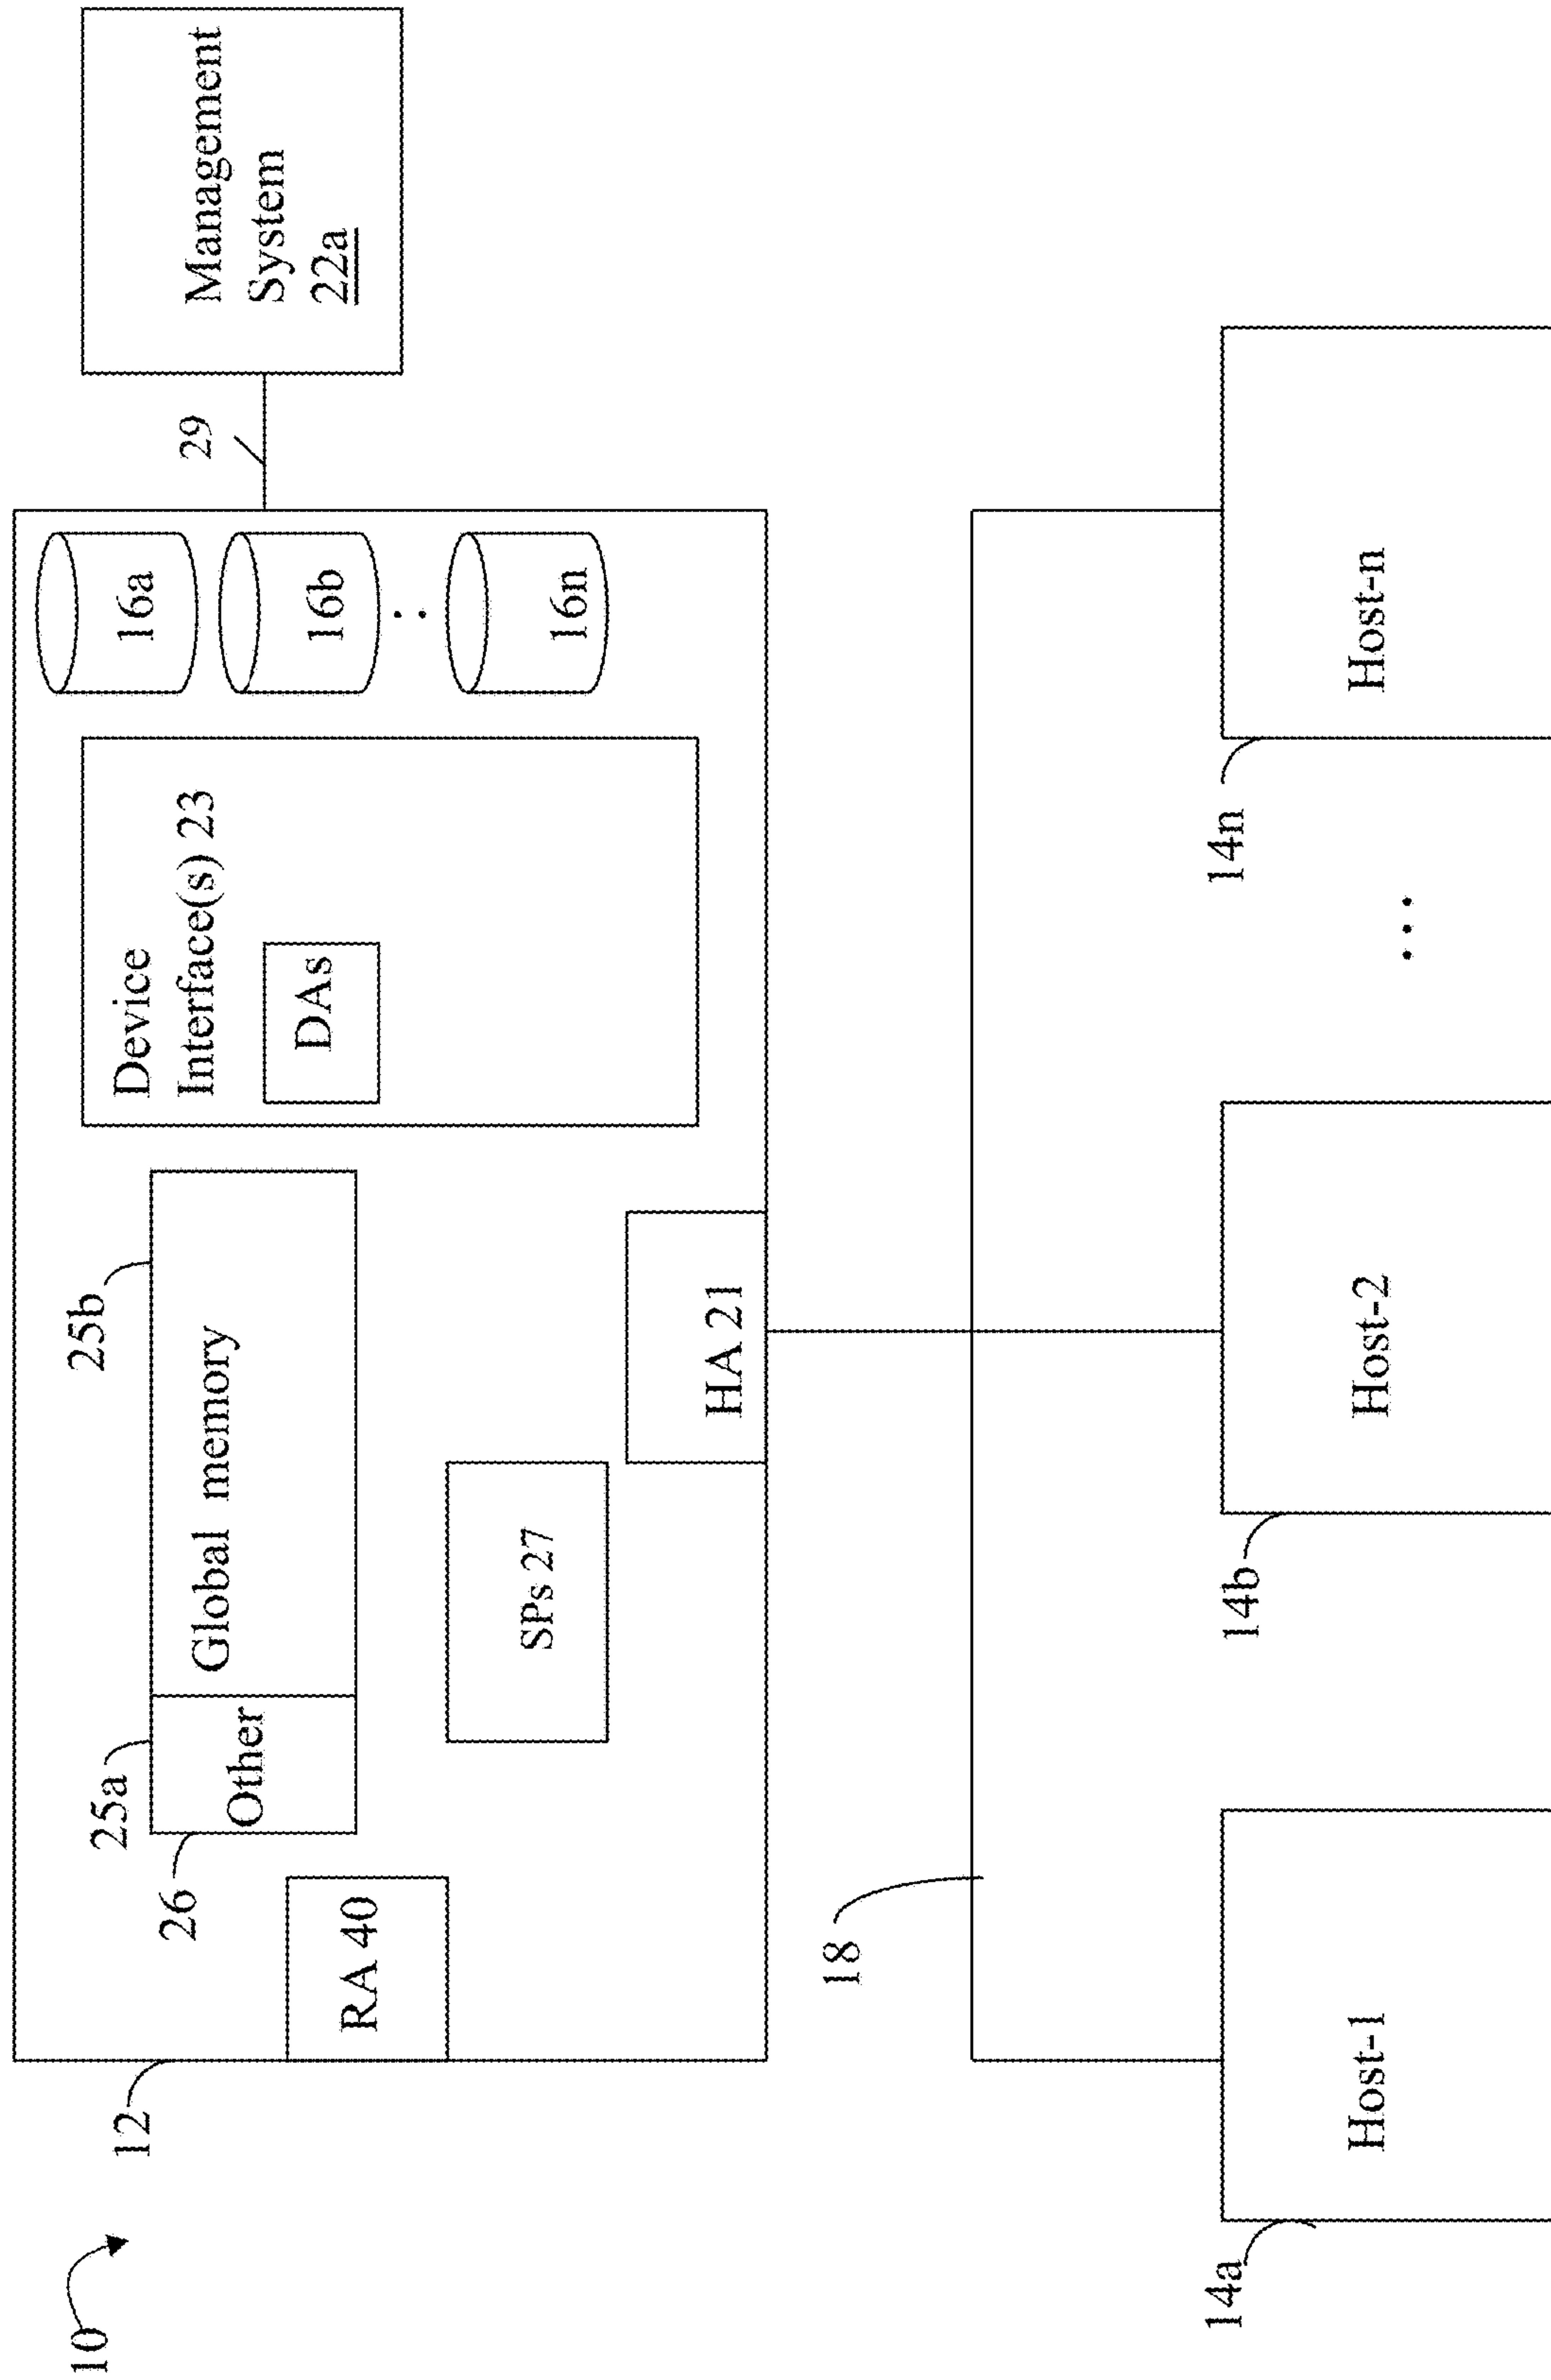 10
12
RA 40
26
25a
Other
25b
Global memory
SPs 27
HA 21
Device
Interface(s) 23
DAs
16a
16b
16n
29
Management
System
22a
18
14a
Host-1
14b
Host-2
...
14n
Host-n